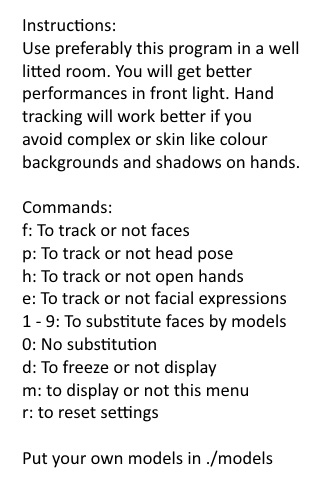 Instructions:
Use preferably this program in a well
litted room. You will get better
performances in front light. Hand
tracking will work better if you
avoid complex or skin like colour
backgrounds and shadows on hands.

Commands:
f: To track or not faces
p: To track or not head pose
h: To track or not open hands
e: To track or not facial expressions
1 - 9: To substitute faces by models
0: No substitution
d: To freeze or not display
m: to display or not this menu
r: to reset settings

Put your own models in ./models